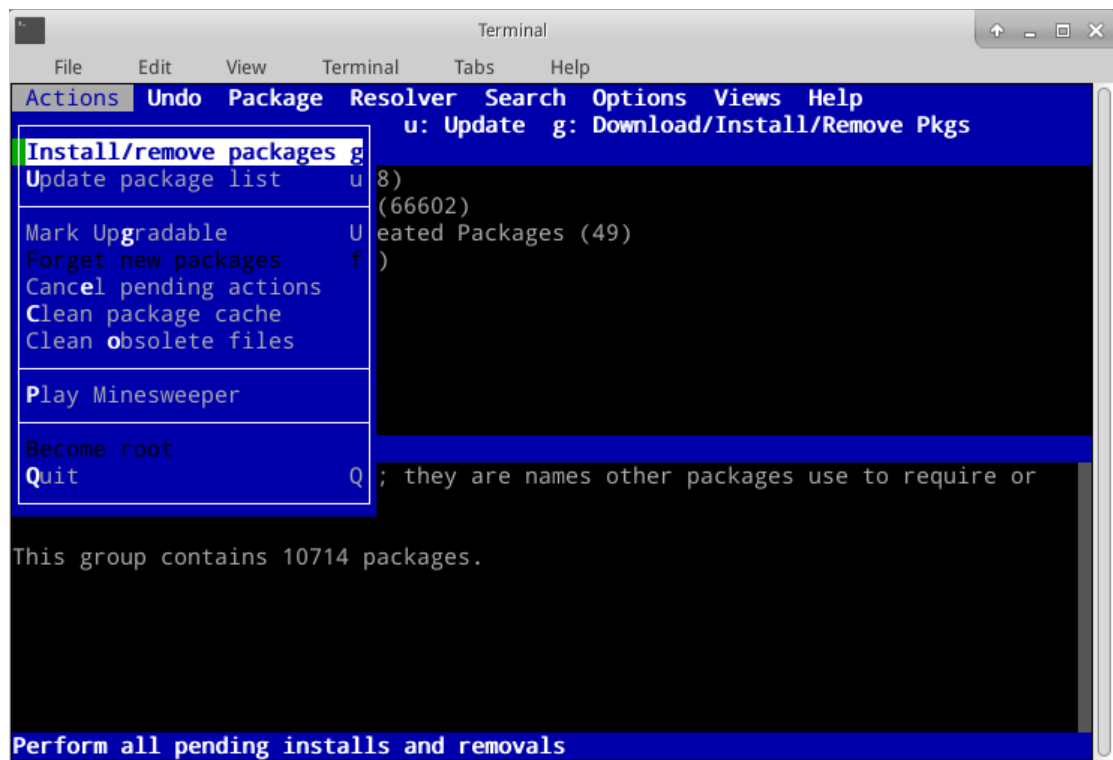 Terminal
File Edit View Terminal Tabs Help
Actions Undo Package Resolver Search Options Views Help
u: Update g: Download/Install/Remove Pkgs
Install/remove packages g
Update package list u 8)
(66602)
Mark Upgradable U eated Packages (49)
Forget new packages f )
Cancel pending actions
Clean package cache
Clean obsolete files
Play Minesweeper
Become root
Quit Q ; they are names other packages use to require or
This group contains 10714 packages.
Perform all pending installs and removals